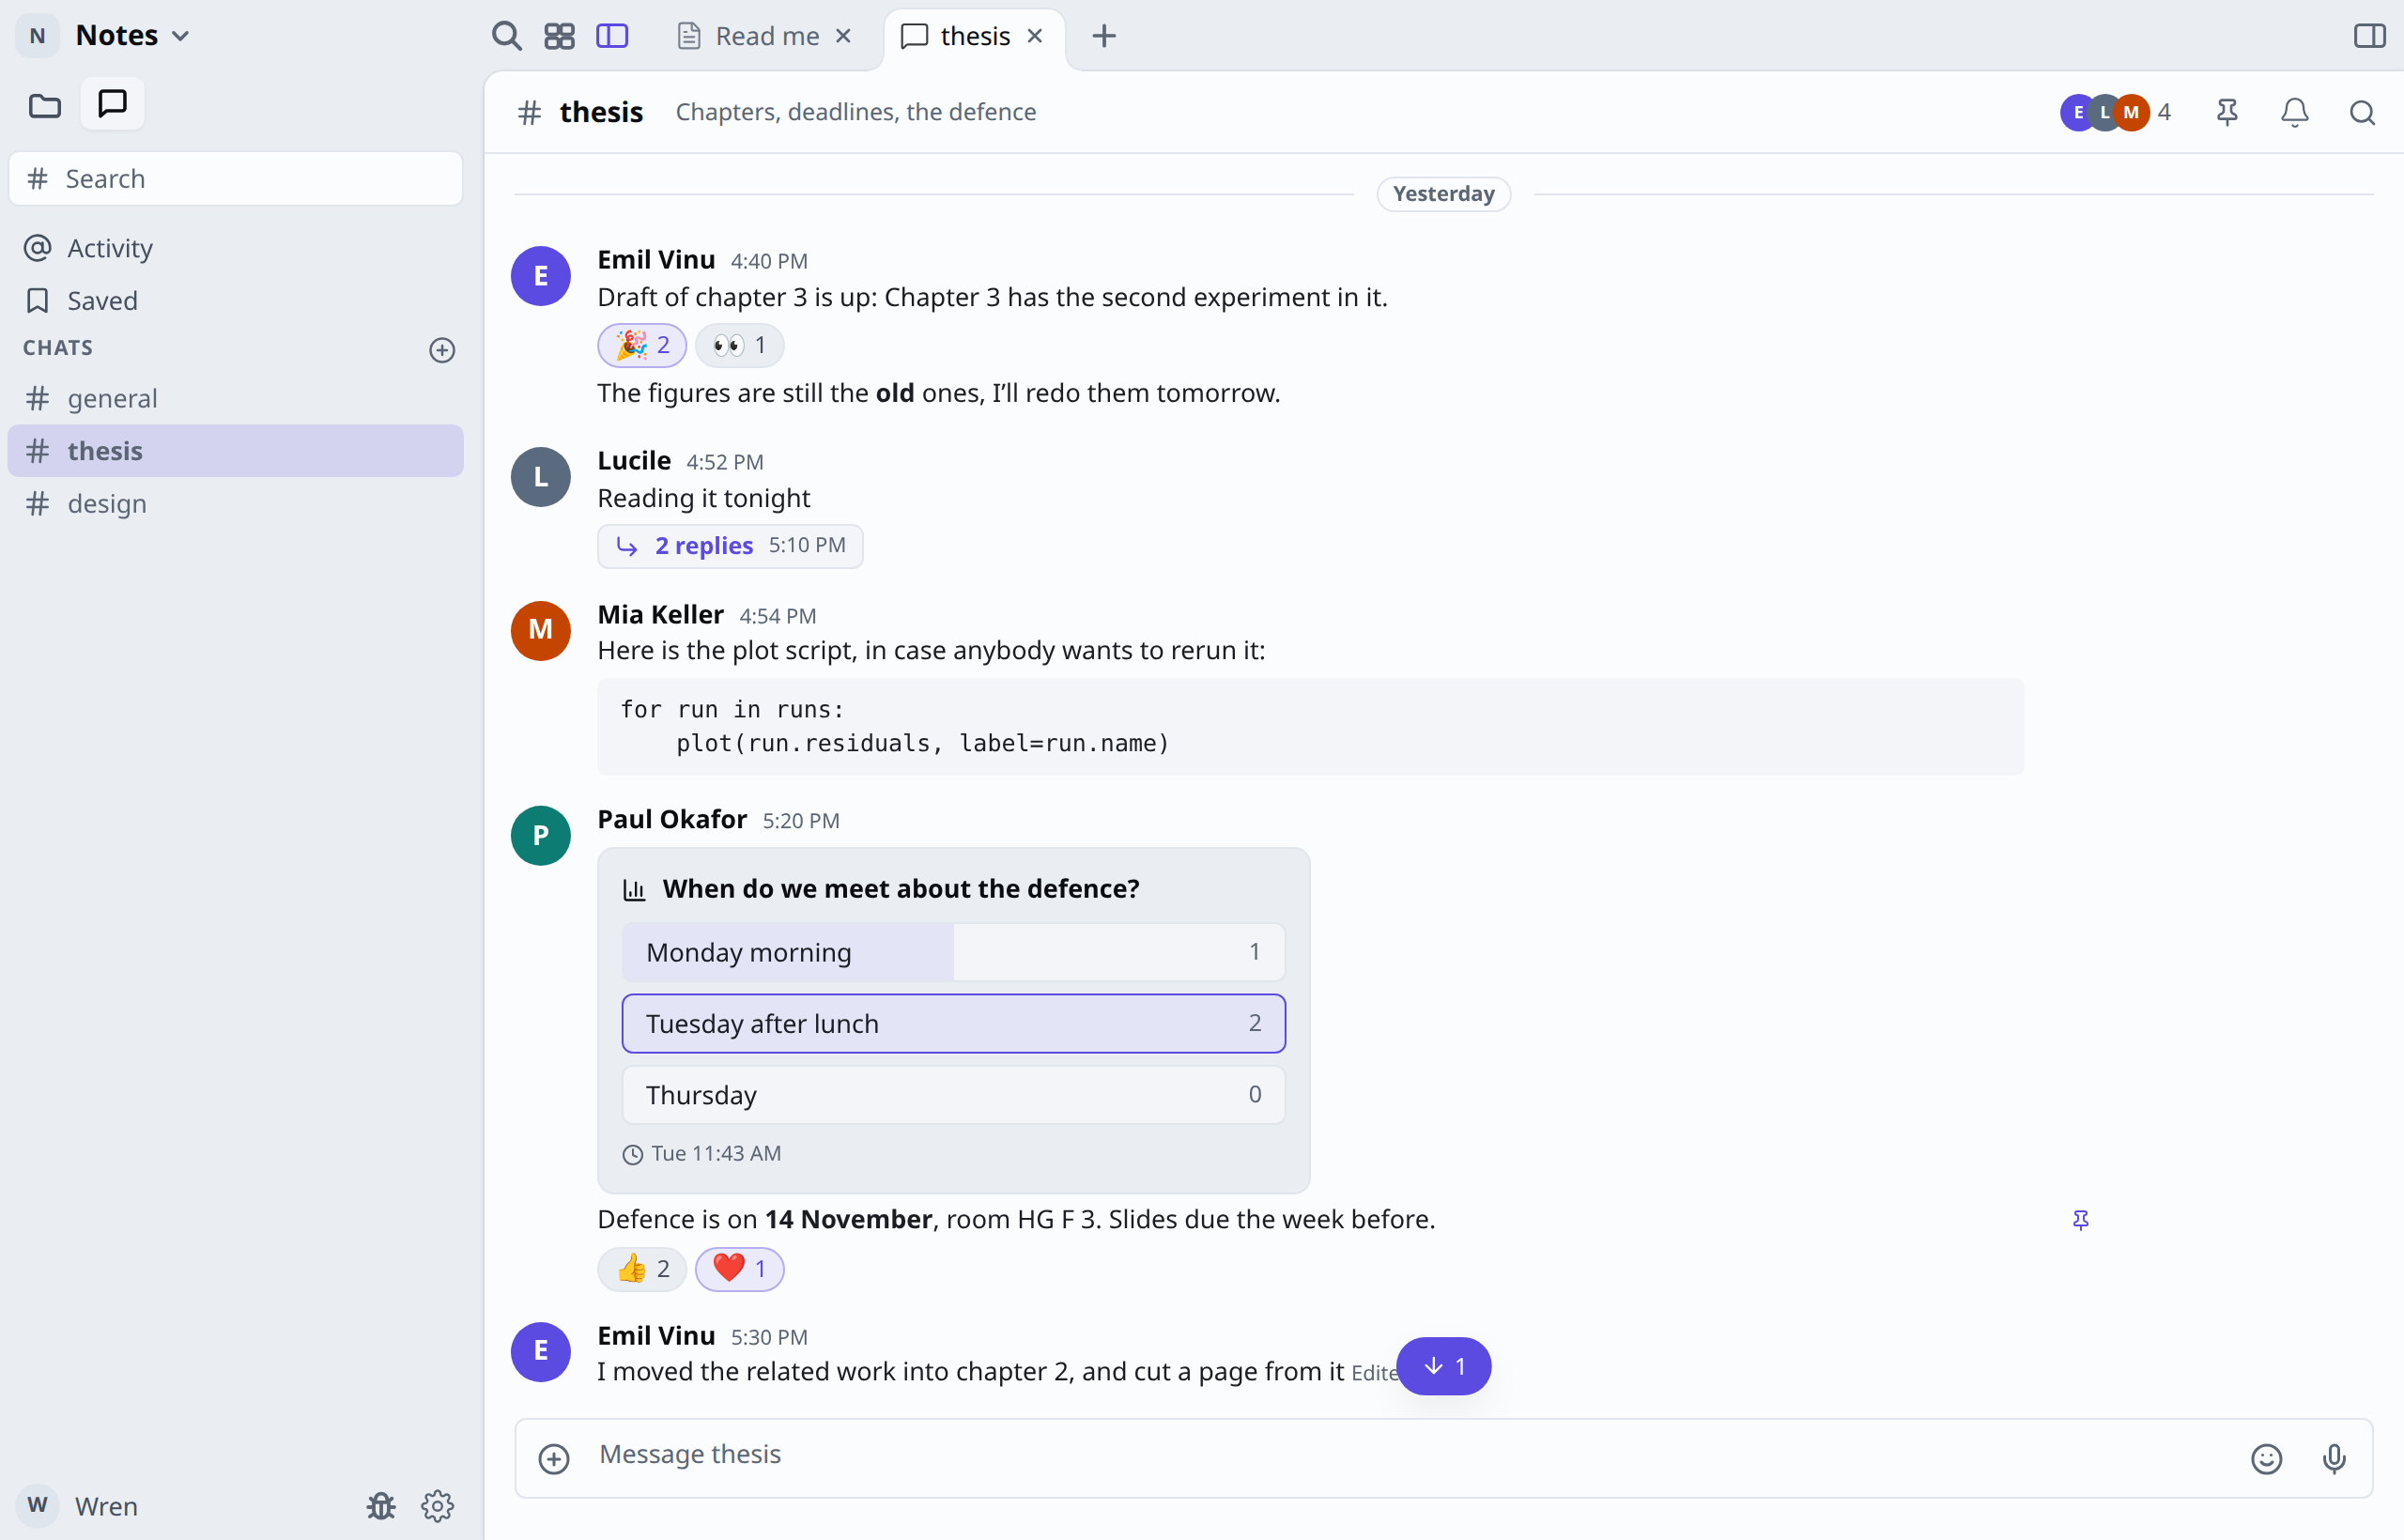 N Notes
Read me
thesis
Search
Activity
Saved
CHATS
general
thesis
design
W Wren
# thesis Chapters, deadlines, the defence
E L M 4
Yesterday
E Emil Vinu 4:40 PM
Draft of chapter 3 is up: Chapter 3 has the second experiment in it.
🎉 2 👀 1
The figures are still the old ones, I’ll redo them tomorrow.
L Lucile 4:52 PM
Reading it tonight
2 replies 5:10 PM
M Mia Keller 4:54 PM
Here is the plot script, in case anybody wants to rerun it:
for run in runs:
    plot(run.residuals, label=run.name)
P Paul Okafor 5:20 PM
When do we meet about the defence?
Monday morning 1
Tuesday after lunch 2
Thursday 0
Tue 11:43 AM
Defence is on 14 November, room HG F 3. Slides due the week before.
👍 2 ❤️ 1
E Emil Vinu 5:30 PM
I moved the related work into chapter 2, and cut a page from it
↓ 1
Message thesis